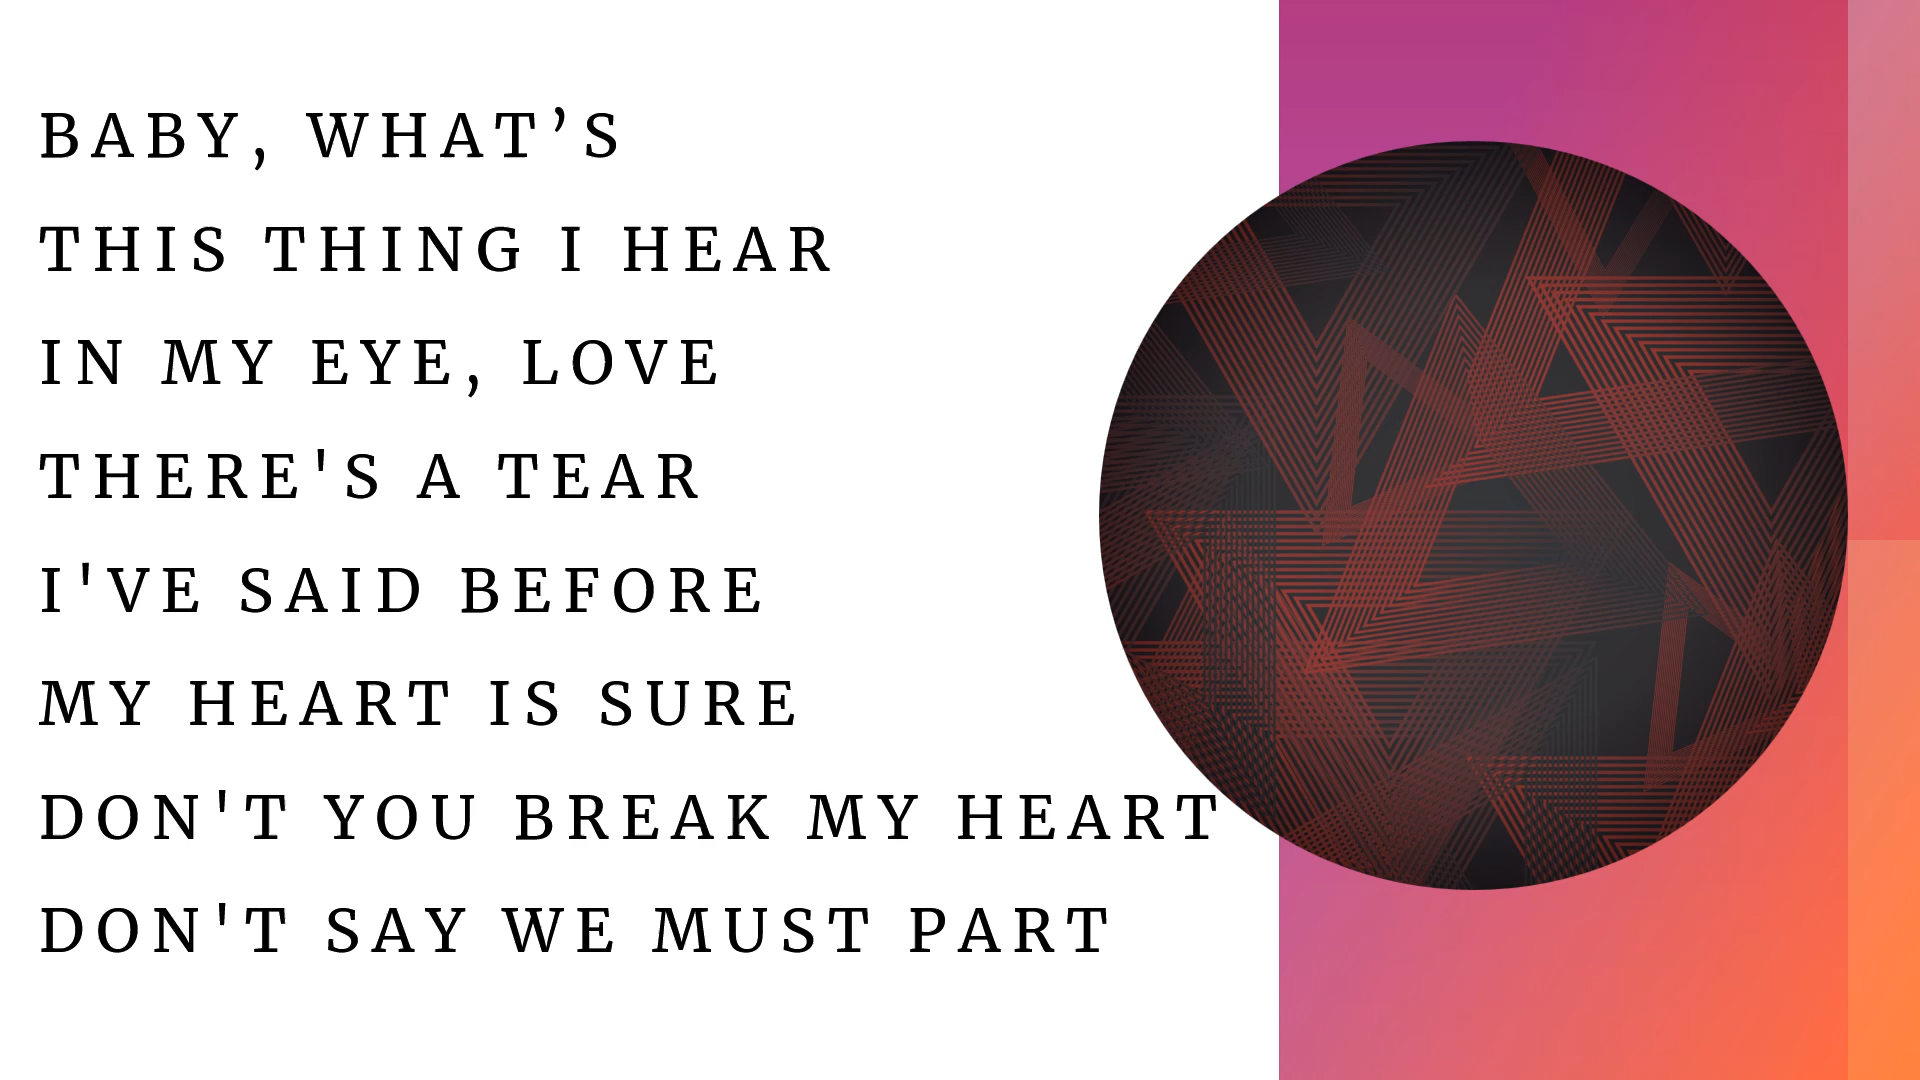 BABY, WHAT’S
THIS THING I HEAR
IN MY EYE, LOVE
THERE'S A TEAR
I'VE SAID BEFORE
MY HEART IS SURE
DON'T YOU BREAK MY HEART
DON'T SAY WE MUST PART